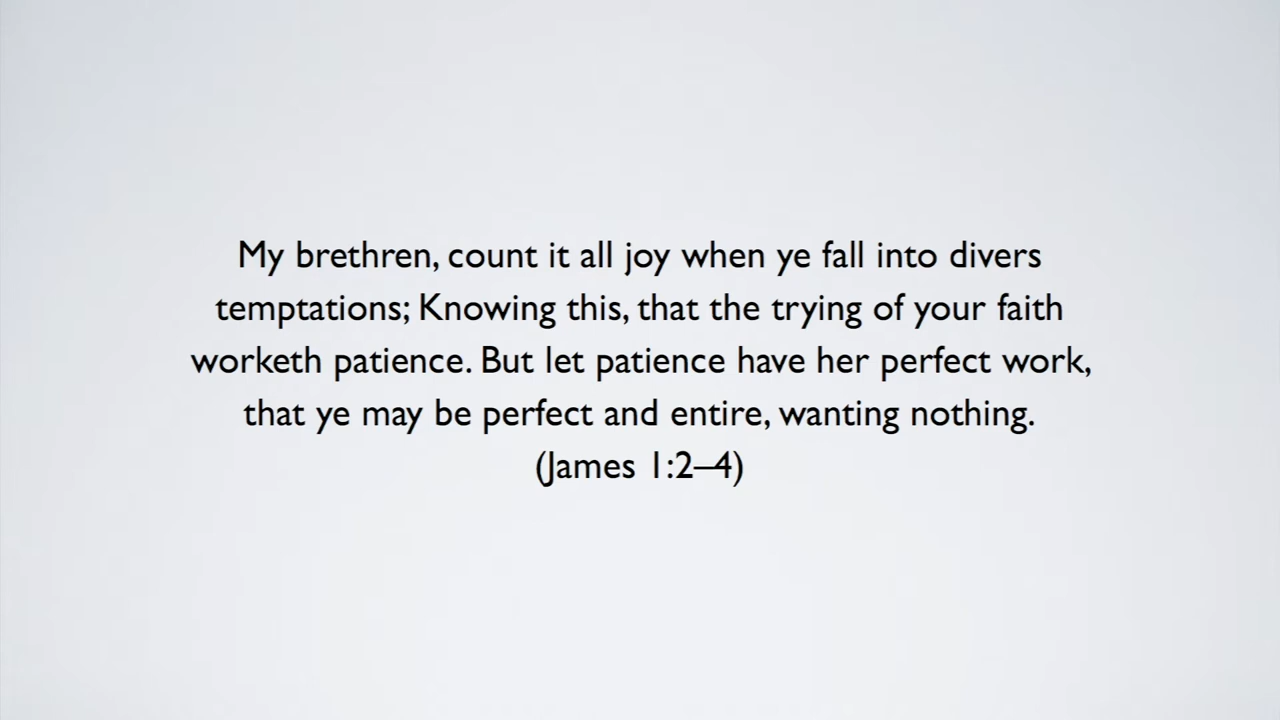 My brethren, count it all joy when ye fall into divers
temptations; Knowing this, that the trying of your faith
worketh patience. But let patience have her perfect work,
that ye may be perfect and entire, wanting nothing.
(James 1:2–4)